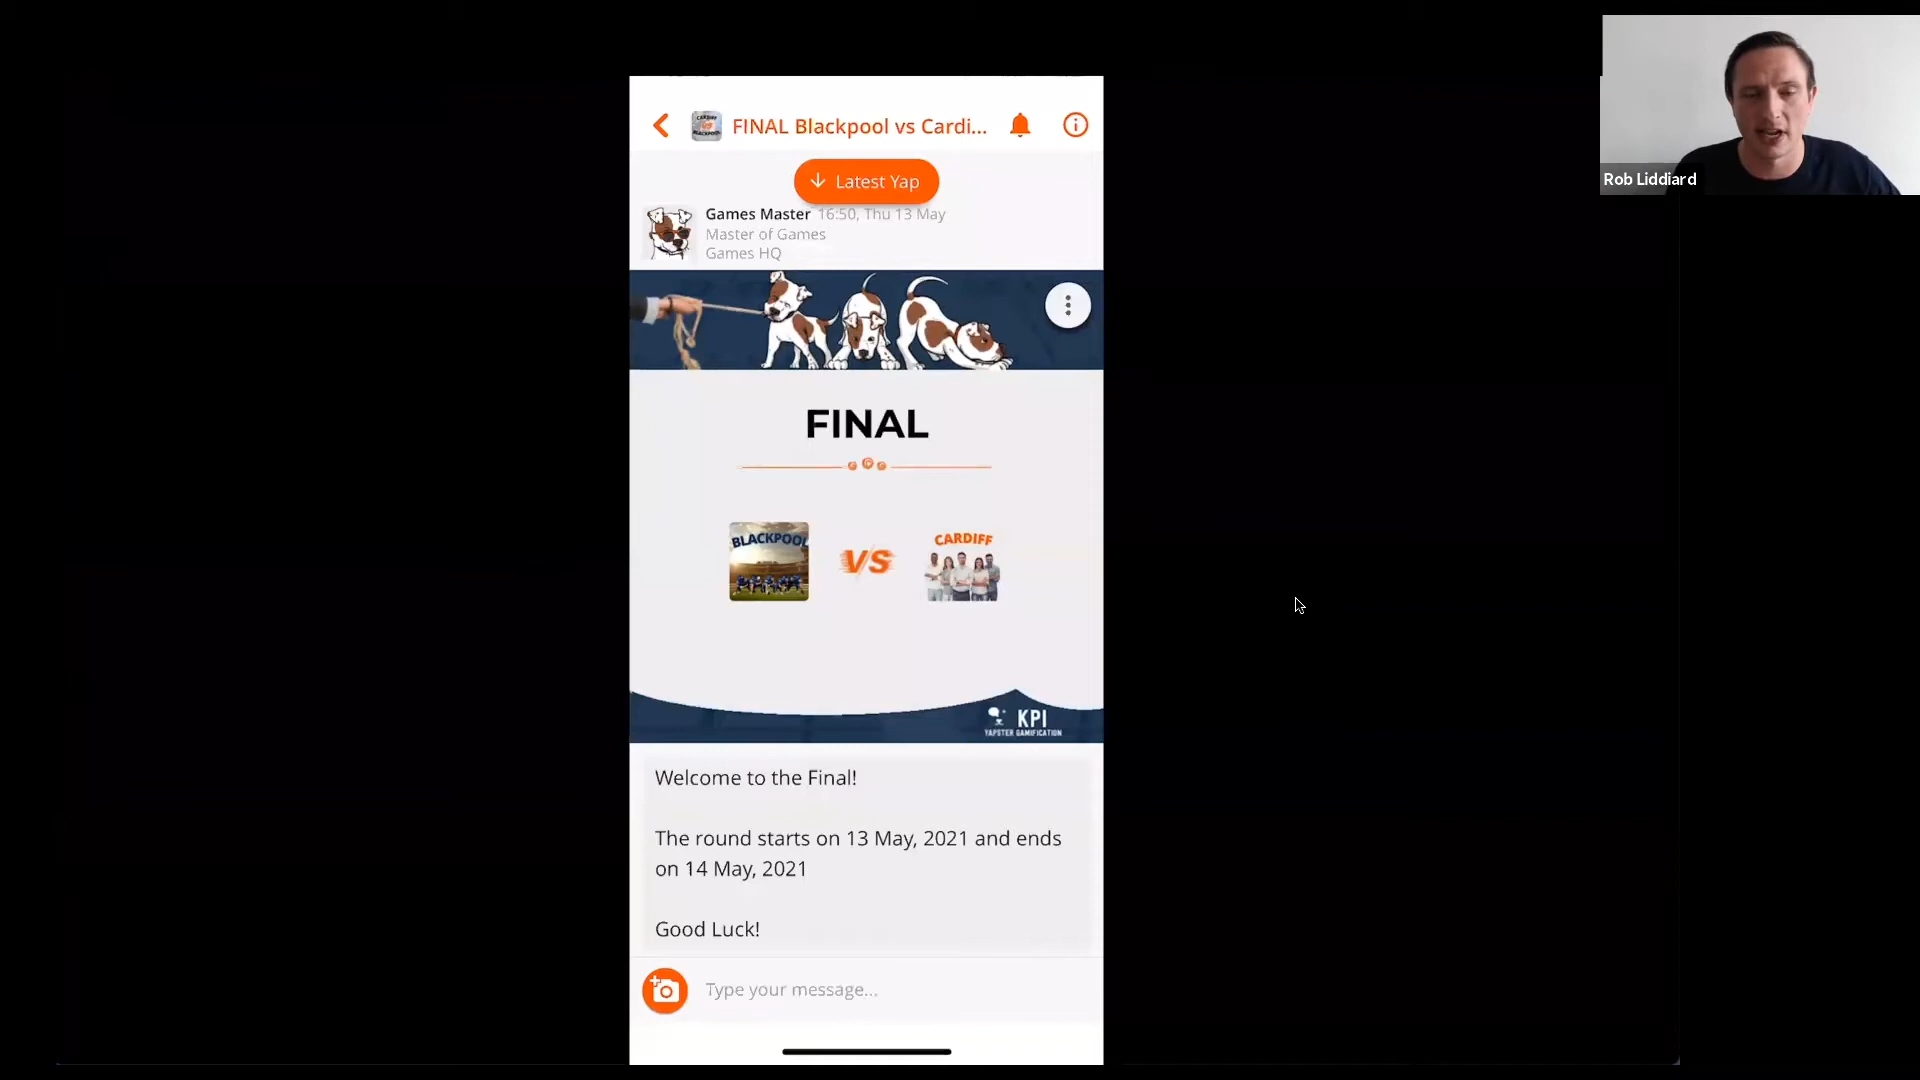 FINAL Blackpool vs Cardi...
Latest Yap
Games Master 16:50, Thu 13 May
Master of Games
Games HQ
FINAL
BLACKPOOL
VS
CARDIFF
KPI
YAPSTER GAMIFICATION
Welcome to the Final!
The round starts on 13 May, 2021 and ends
on 14 May, 2021
Good Luck!
Type your message...
Rob Liddiard